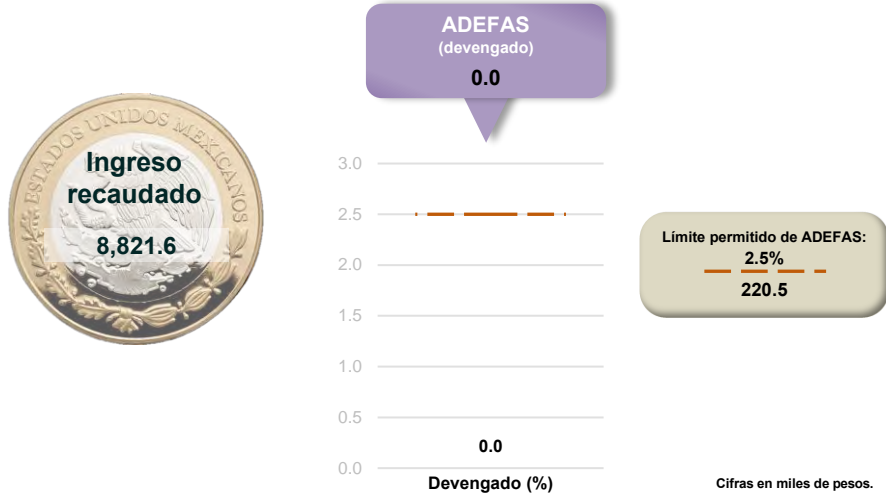 ADEFAS
(devengado)
0.0
ESTADOS UNIDOS MEXICANOS
Ingreso
recaudado
8,821.6
3.0
2.5
2.0
1.5
1.0
0.5
0.0
0.0
Devengado (%)
Límite permitido de ADEFAS:
2.5%
220.5
Cifras en miles de pesos.